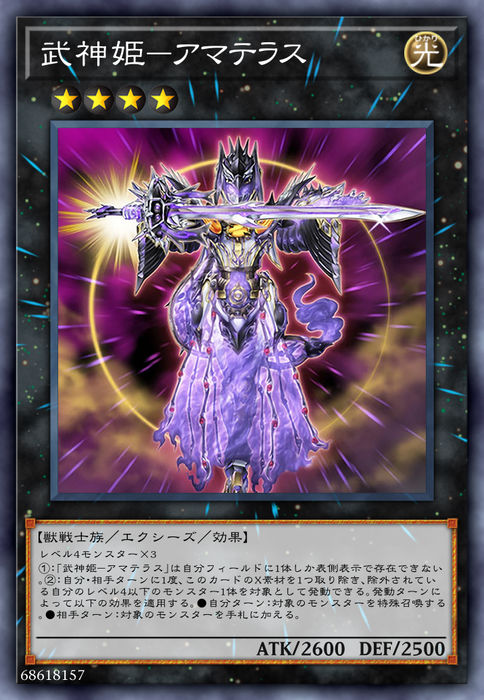 武神姫－アマテラス
ひかり
光
【獣戦士族／エクシーズ／効果】
レベル4モンスター×3
①：「武神姫－アマテラス」は自分フィールドに1体しか表側表示で存在できない
。②：自分・相手ターンに1度、このカードのX素材を1つ取り除き、除外されてい
る自分のレベル4以下のモンスター1体を対象として発動できる。発動ターンに
よって以下の効果を適用する。●自分ターン：対象のモンスターを特殊召喚する
。●相手ターン：対象のモンスターを手札に加える。
ATK/2600 DEF/2500
68618157